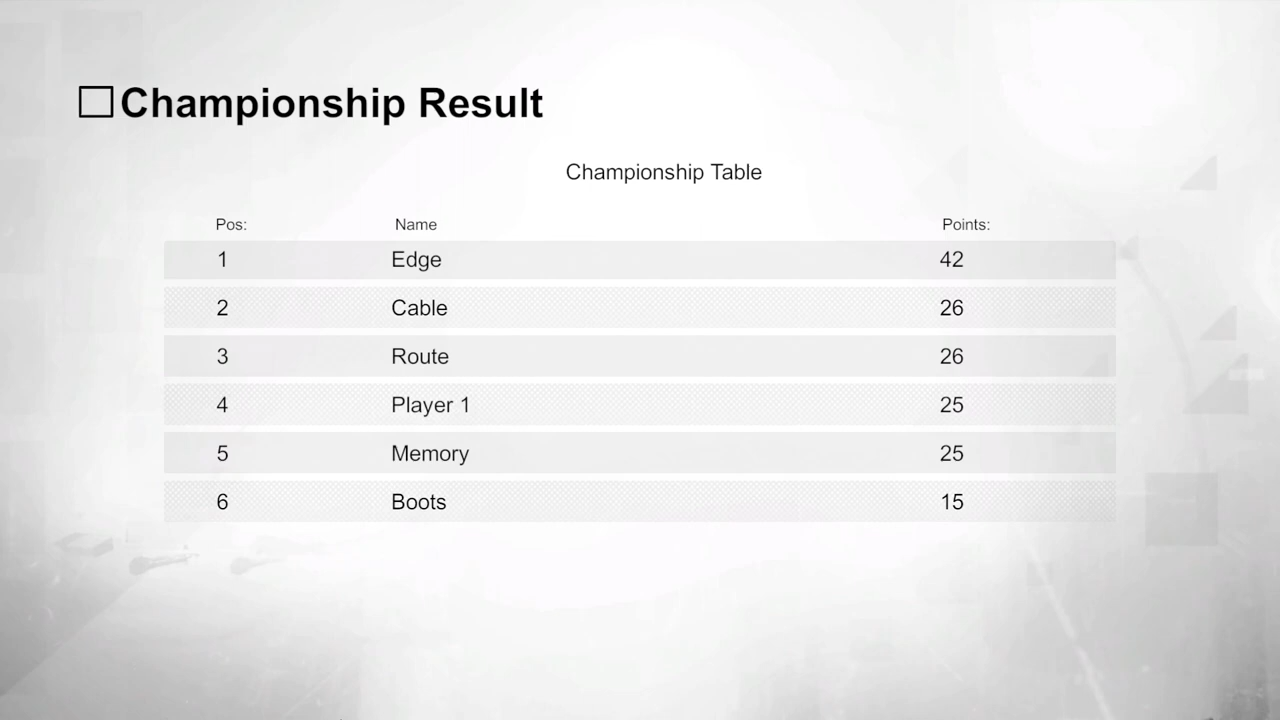 Championship Result
Championship Table
Pos: Name Points:
1 Edge 42
2 Cable 26
3 Route 26
4 Player 1 25
5 Memory 25
6 Boots 15